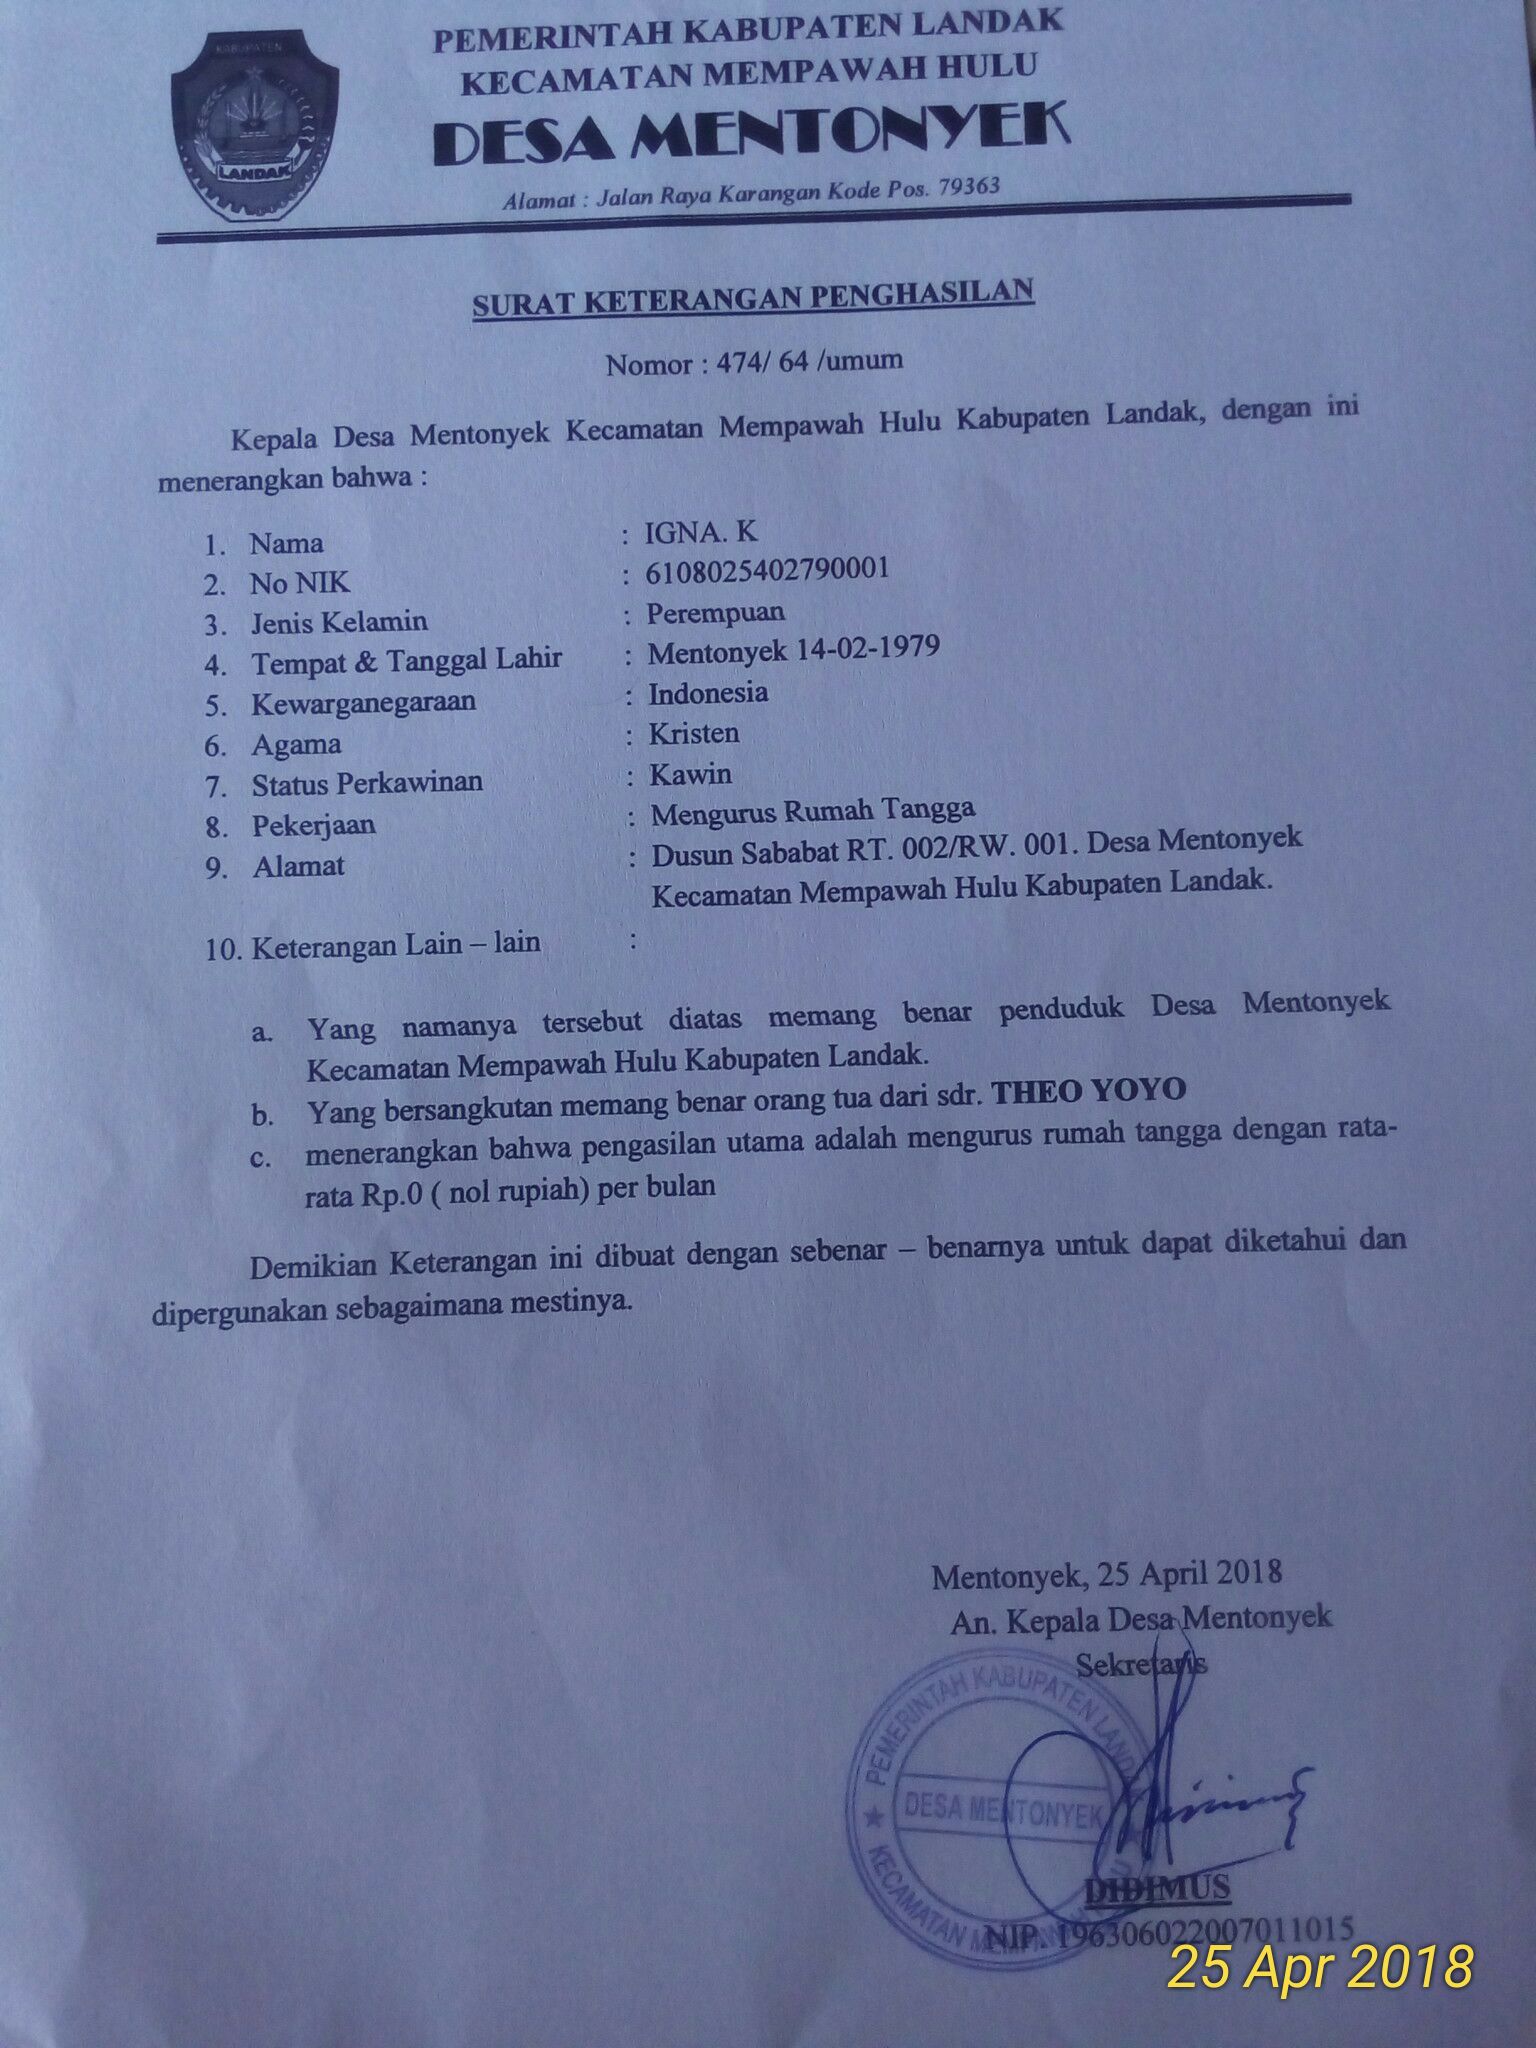 KABUPATEN
LANDAK
PEMERINTAH KABUPATEN LANDAK
KECAMATAN MEMPAWAH HULU
DESA MENTONYEK
Alamat : Jalan Raya Karangan Kode Pos. 79363
SURAT KETERANGAN PENGHASILAN
Nomor : 474/ 64 /umum
Kepala Desa Mentonyek Kecamatan Mempawah Hulu Kabupaten Landak, dengan ini
menerangkan bahwa :
1. Nama : IGNA. K
2. No NIK : 6108025402790001
3. Jenis Kelamin : Perempuan
4. Tempat & Tanggal Lahir : Mentonyek 14-02-1979
5. Kewarganegaraan : Indonesia
6. Agama : Kristen
7. Status Perkawinan : Kawin
8. Pekerjaan : Mengurus Rumah Tangga
9. Alamat : Dusun Sababat RT. 002/RW. 001. Desa Mentonyek
Kecamatan Mempawah Hulu Kabupaten Landak.
10. Keterangan Lain – lain :
a. Yang namanya tersebut diatas memang benar penduduk Desa Mentonyek
Kecamatan Mempawah Hulu Kabupaten Landak.
b. Yang bersangkutan memang benar orang tua dari sdr. THEO YOYO
c. menerangkan bahwa pengasilan utama adalah mengurus rumah tangga dengan rata-
rata Rp.0 ( nol rupiah) per bulan
Demikian Keterangan ini dibuat dengan sebenar – benarnya untuk dapat diketahui dan
dipergunakan sebagaimana mestinya.
Mentonyek, 25 April 2018
An. Kepala Desa Mentonyek
Sekretaris
PEMERINTAH KABUPATEN LANDAK
DESA MENTONYEK
KECAMATAN MEMPAWAH HULU
DIDIMUS
NIP. 196306022007011015
25 Apr 2018